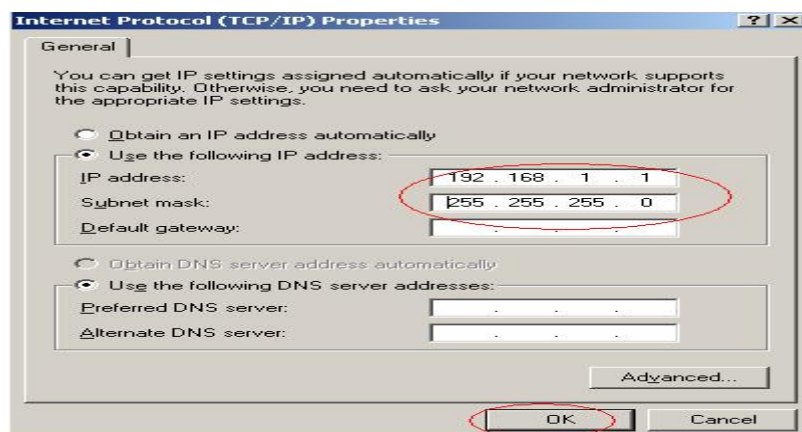 Internet Protocol (TCP/IP) Properties
General
You can get IP settings assigned automatically if your network supports
this capability. Otherwise, you need to ask your network administrator for
the appropriate IP settings.
Obtain an IP address automatically
Use the following IP address:
IP address: 192 . 168 . 1 . 1
Subnet mask: 255 . 255 . 255 . 0
Default gateway: . . .
Obtain DNS server address automatically
Use the following DNS server addresses:
Preferred DNS server: . . .
Alternate DNS server: . . .
Advanced...
OK Cancel